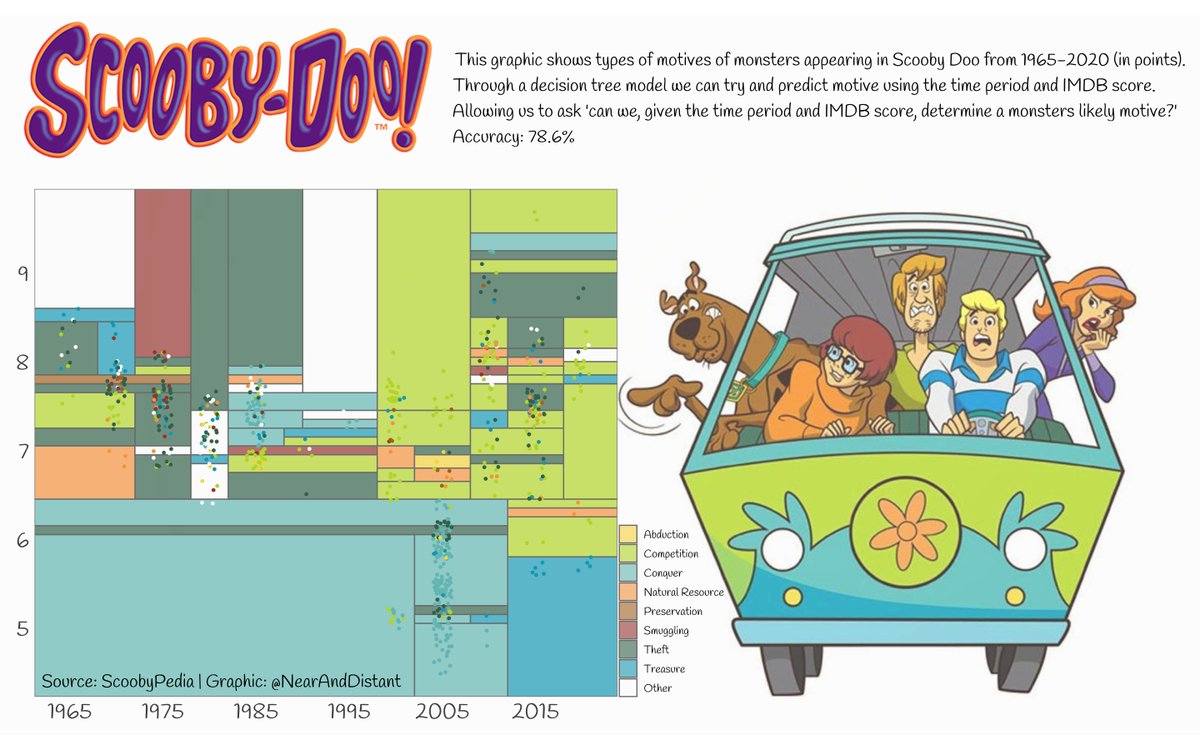 SCOOBY-DOO!
TM
This graphic shows types of motives of monsters appearing in Scooby Doo from 1965-2020 (in points).
Through a decision tree model we can try and predict motive using the time period and IMDB score.
Allowing us to ask 'can we, given the time period and IMDB score, determine a monsters likely motive?'
Accuracy: 78.6%
9
8
7
6
5
Abduction
Competition
Conquer
Natural Resource
Preservation
Smuggling
Theft
Treasure
Other
Source: ScoobyPedia | Graphic: @NearAndDistant
1965 1975 1985 1995 2005 2015